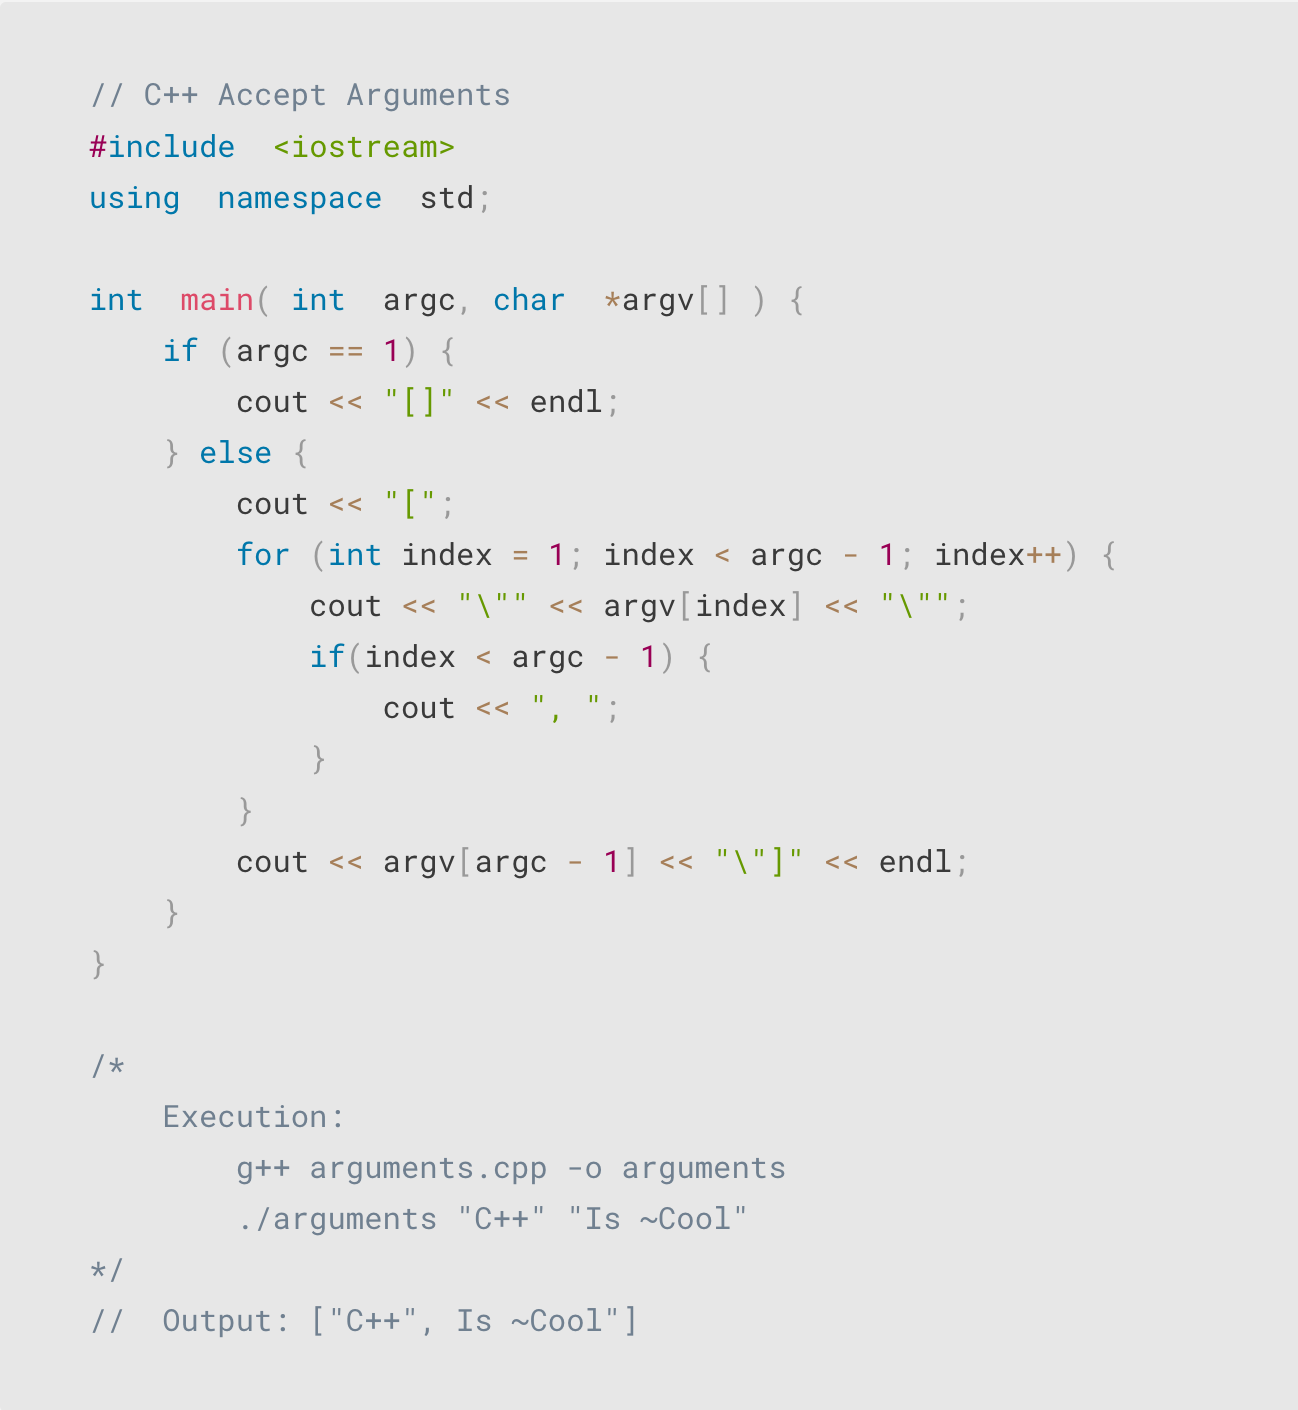 // C++ Accept Arguments
#include  <iostream>
using  namespace  std;

int  main( int  argc, char  *argv[] ) {
    if (argc == 1) {
        cout << "[]" << endl;
    } else {
        cout << "[";
        for (int index = 1; index < argc - 1; index++) {
            cout << "\"" << argv[index] << "\"";
            if(index < argc - 1) {
                cout << ", ";
            }
        }
        cout << argv[argc - 1] << "\"]" << endl;
    }
}

/*
    Execution:
        g++ arguments.cpp -o arguments
        ./arguments "C++" "Is ~Cool"
*/
//  Output: ["C++", Is ~Cool"]